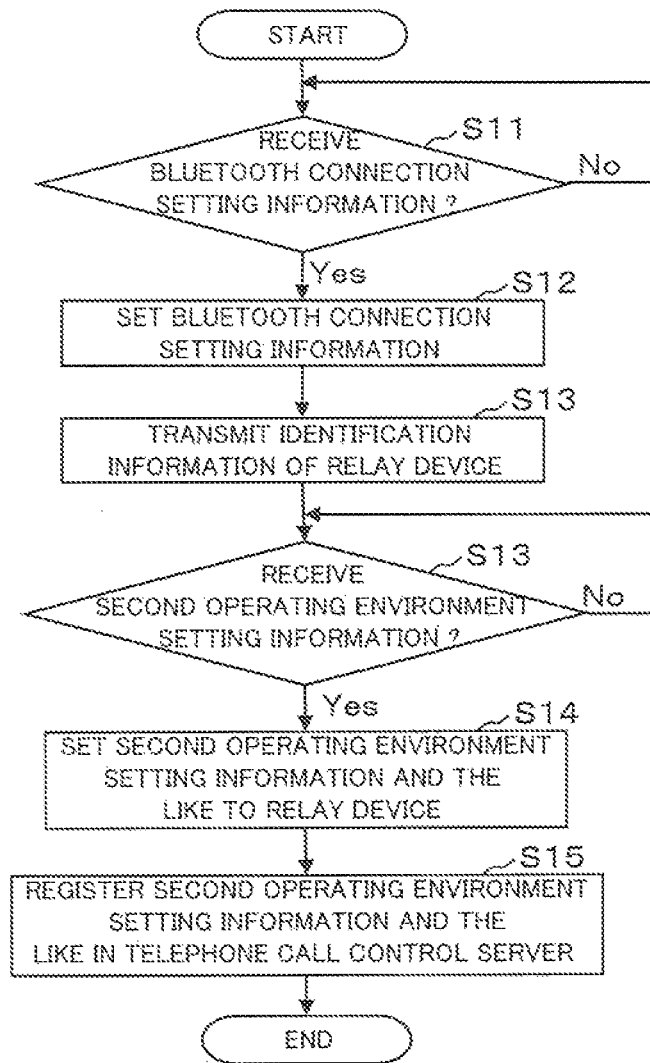 START
S11
RECEIVE
BLUETOOTH CONNECTION
SETTING INFORMATION ?
No
Yes
S12
SET BLUETOOTH CONNECTION
SETTING INFORMATION
S13
TRANSMIT IDENTIFICATION
INFORMATION OF RELAY DEVICE
S13
RECEIVE
SECOND OPERATING ENVIRONMENT
SETTING INFORMATION ?
No
Yes
S14
SET SECOND OPERATING ENVIRONMENT
SETTING INFORMATION AND THE
LIKE TO RELAY DEVICE
S15
REGISTER SECOND OPERATING ENVIRONMENT
SETTING INFORMATION AND THE
LIKE IN TELEPHONE CALL CONTROL SERVER
END